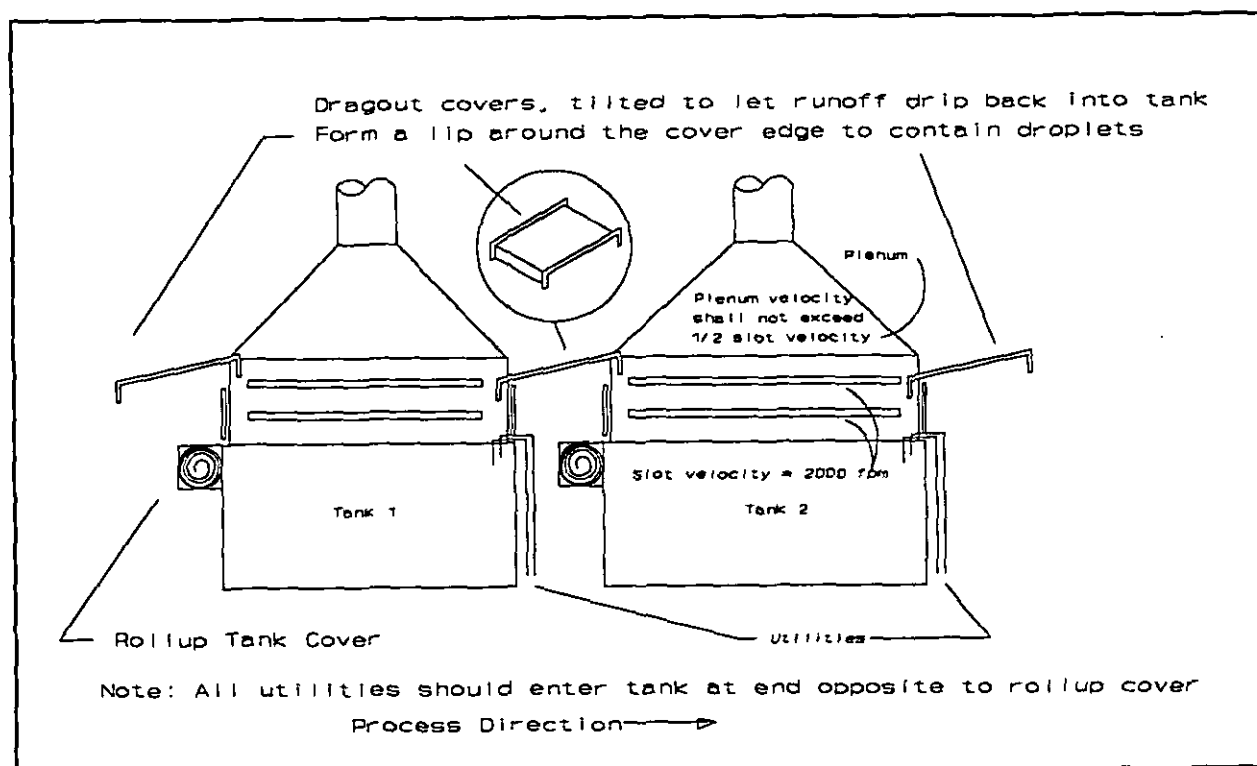 Dragout covers, tilted to let runoff drip back into tank
Form a lip around the cover edge to contain droplets
Plenum
Plenum velocity
shall not exceed
1/2 slot velocity
Slot velocity = 2000 fpm
Tank 1
Tank 2
Rollup Tank Cover
Utilities
Note: All utilities should enter tank at end opposite to rollup cover
Process Direction